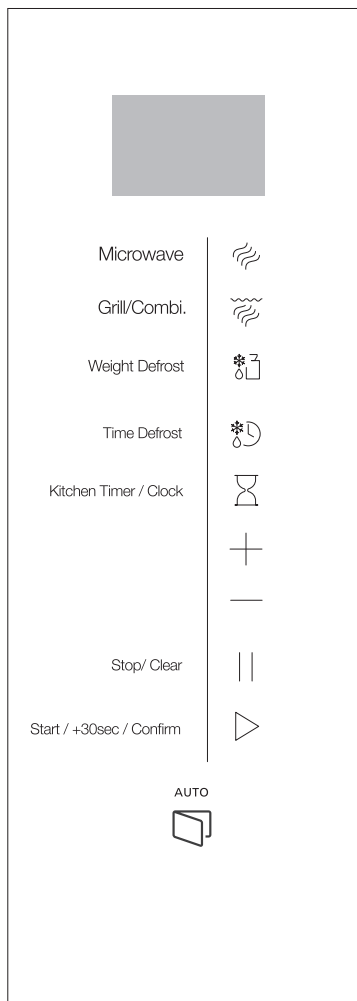 Microwave
Grill/Combi.
Weight Defrost
Time Defrost
Kitchen Timer / Clock
Stop/ Clear
Start / +30sec / Confirm
AUTO